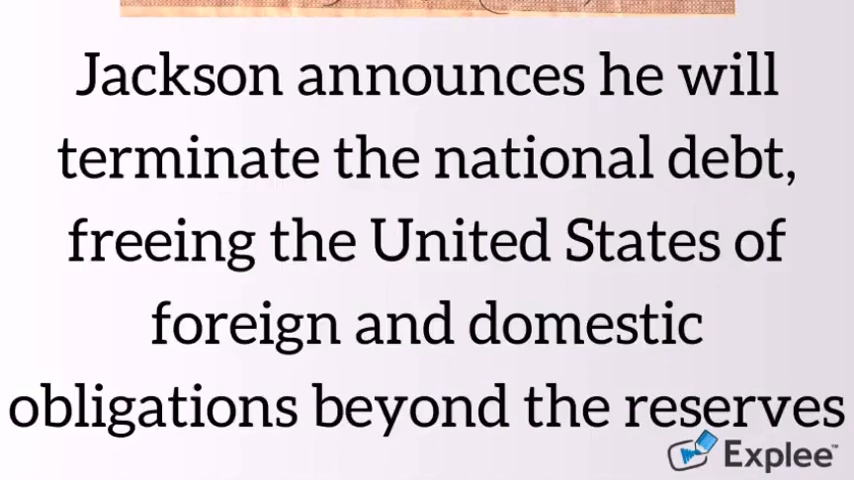 Jackson announces he will
terminate the national debt,
freeing the United States of
foreign and domestic
obligations beyond the reserves
Explee™